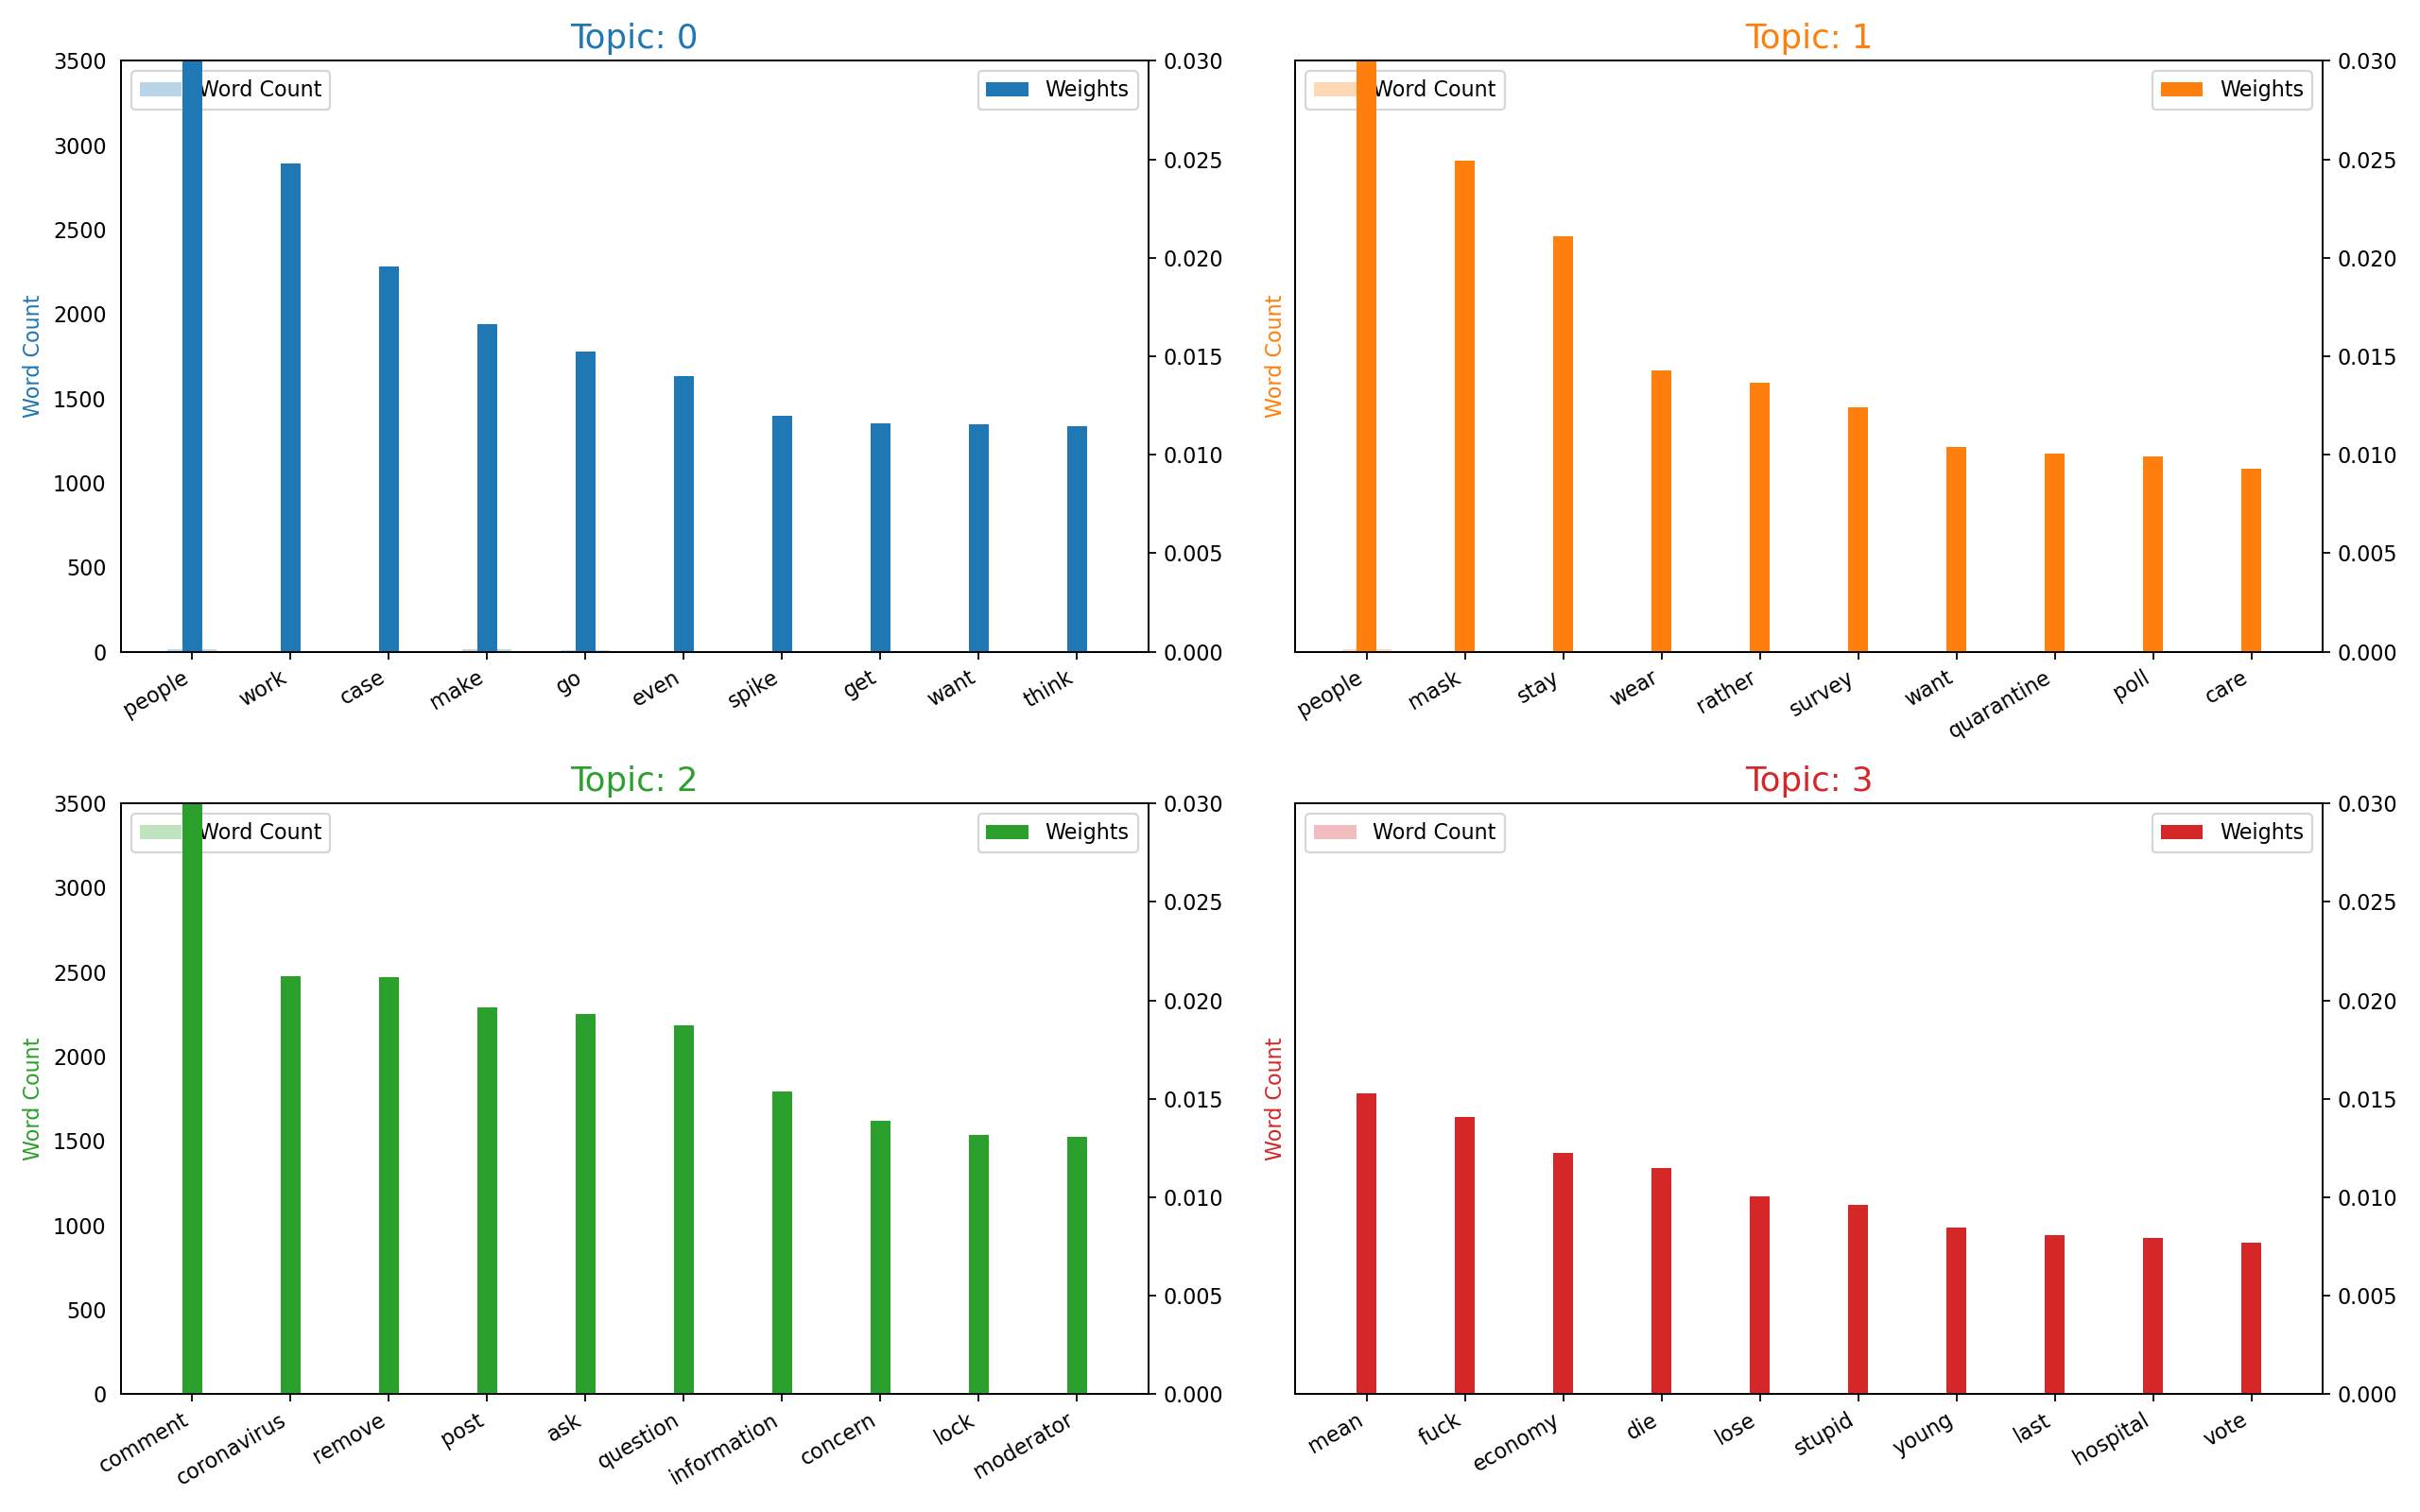 Topic: 0
Word Count
Weights
3500
3000
2500
2000
1500
1000
500
0
Word Count
0.030
0.025
0.020
0.015
0.010
0.005
0.000
people
work
case
make
go
even
spike
get
want
think
Topic: 1
Word Count
Weights
Word Count
0.030
0.025
0.020
0.015
0.010
0.005
0.000
people
mask
stay
wear
rather
survey
want
quarantine
poll
care
Topic: 2
Word Count
Weights
3500
3000
2500
2000
1500
1000
500
0
Word Count
0.030
0.025
0.020
0.015
0.010
0.005
0.000
comment
coronavirus
remove
post
ask
question
information
concern
lock
moderator
Topic: 3
Word Count
Weights
Word Count
0.030
0.025
0.020
0.015
0.010
0.005
0.000
mean
fuck
economy
die
lose
stupid
young
last
hospital
vote